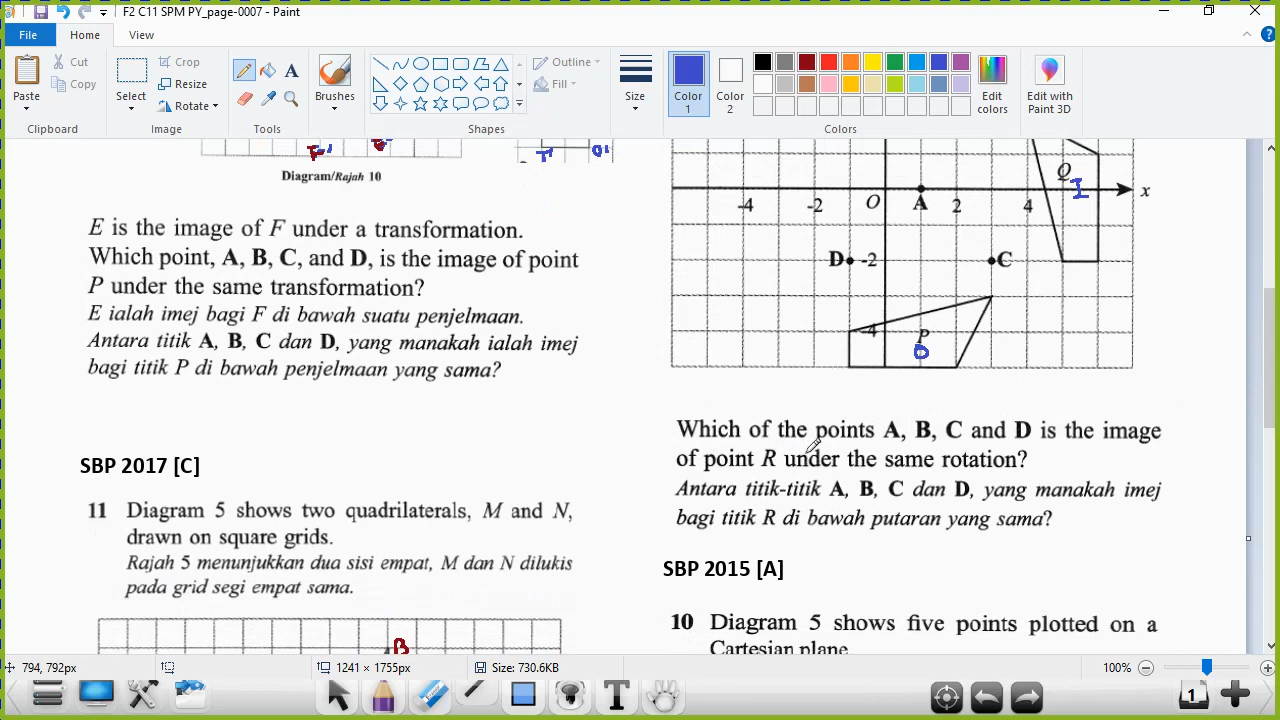 F2 C11 SPM PY_page-0007 - Paint
File
Home
View
Paste
Cut
Copy
Clipboard
Select
Crop
Resize
Rotate
Image
Tools
Brushes
Shapes
Outline
Fill
Size
Color 1
Color 2
Edit colors
Edit with Paint 3D
Colors
Diagram/Rajah 10
E is the image of F under a transformation.
Which point, A, B, C, and D, is the image of point
P under the same transformation?
E ialah imej bagi F di bawah suatu penjelmaan.
Antara titik A, B, C dan D, yang manakah ialah imej
bagi titik P di bawah penjelmaan yang sama?
SBP 2017 [C]
11 Diagram 5 shows two quadrilaterals, M and N,
drawn on square grids.
Rajah 5 menunjukkan dua sisi empat, M dan N dilukis
pada grid segi empat sama.
B
Q
I
x
-4 -2 O A 2 4
D -2 C
-4 P
O
Which of the points A, B, C and D is the image
of point R under the same rotation?
Antara titik-titik A, B, C dan D, yang manakah imej
bagi titik R di bawah putaran yang sama?
SBP 2015 [A]
10 Diagram 5 shows five points plotted on a
Cartesian plane
794, 792px
1241 × 1755px
Size: 730.6KB
100%
1